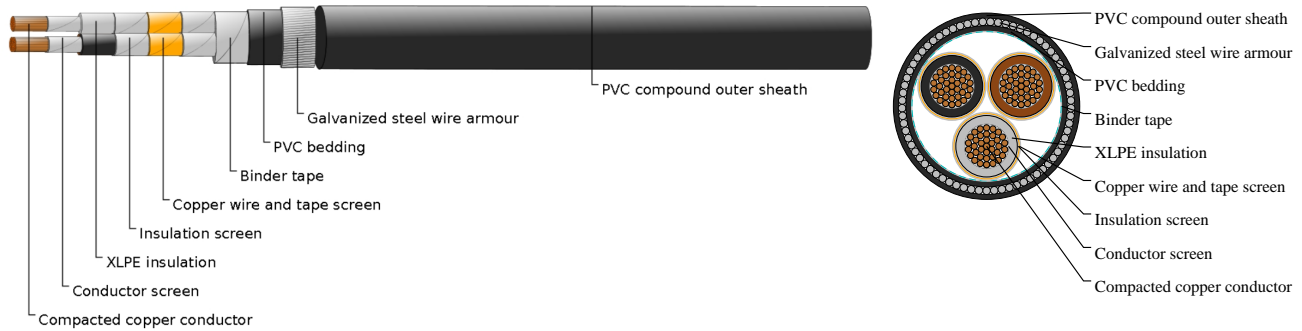 PVC compound outer sheath
Galvanized steel wire armour
PVC bedding
Binder tape
Copper wire and tape screen
Insulation screen
XLPE insulation
Conductor screen
Compacted copper conductor
PVC compound outer sheath
Galvanized steel wire armour
PVC bedding
Binder tape
XLPE insulation
Copper wire and tape screen
Insulation screen
Conductor screen
Compacted copper conductor